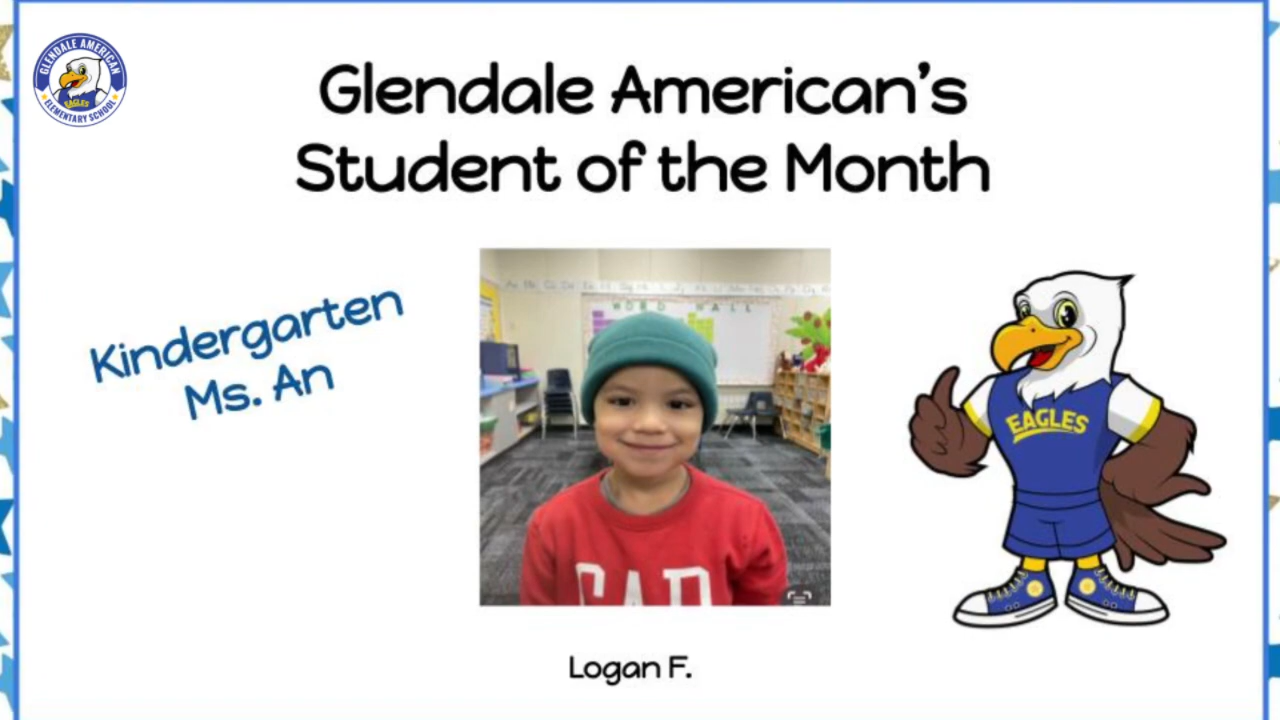 GLENDALE AMERICAN
EAGLES
ELEMENTARY SCHOOL
Glendale American's
Student of the Month
Kindergarten
Ms. An
WORD WALL
EAGLES
GAP
Logan F.